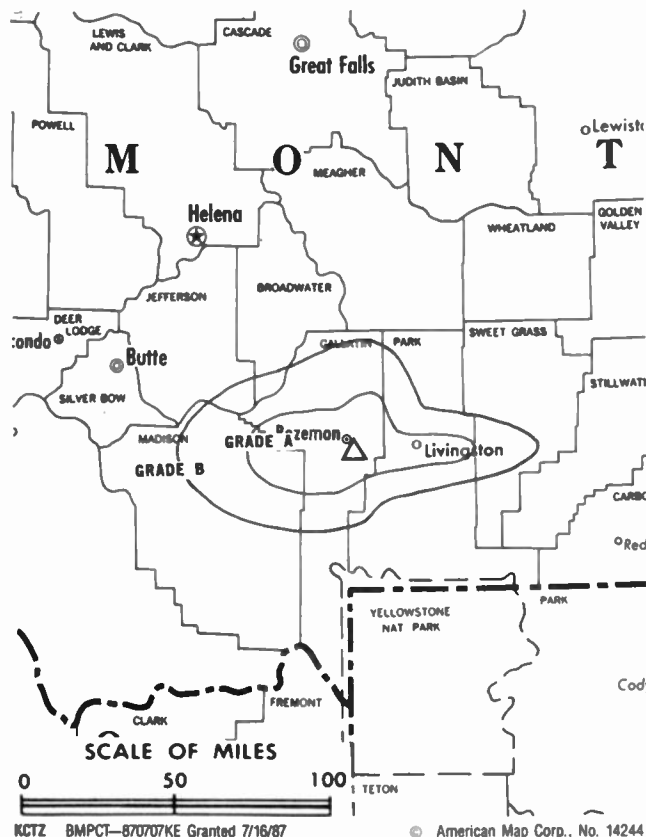 LEWIS AND CLARK
CASCADE
Great Falls
JUDITH BASIN
POWELL
Lewist
M O N T
MEAGHER
Helena
WHEATLAND
GOLDEN VALLEY
JEFFERSON
BROADWATER
DEER LODGE
conda
Butte
GALLATIN
PARK
SWEET GRASS
STILLWAT
SILVER BOW
MADISON
GRADE A
Bozeman
Livingston
GRADE B
CARBO
Red
YELLOWSTONE
NAT PARK
PARK
Cod
FREMONT
CLARK
SCALE OF MILES
0 50 100
TETON
KCTZ BMPCT—870707KE Granted 7/16/87
© American Map Corp., No. 14244